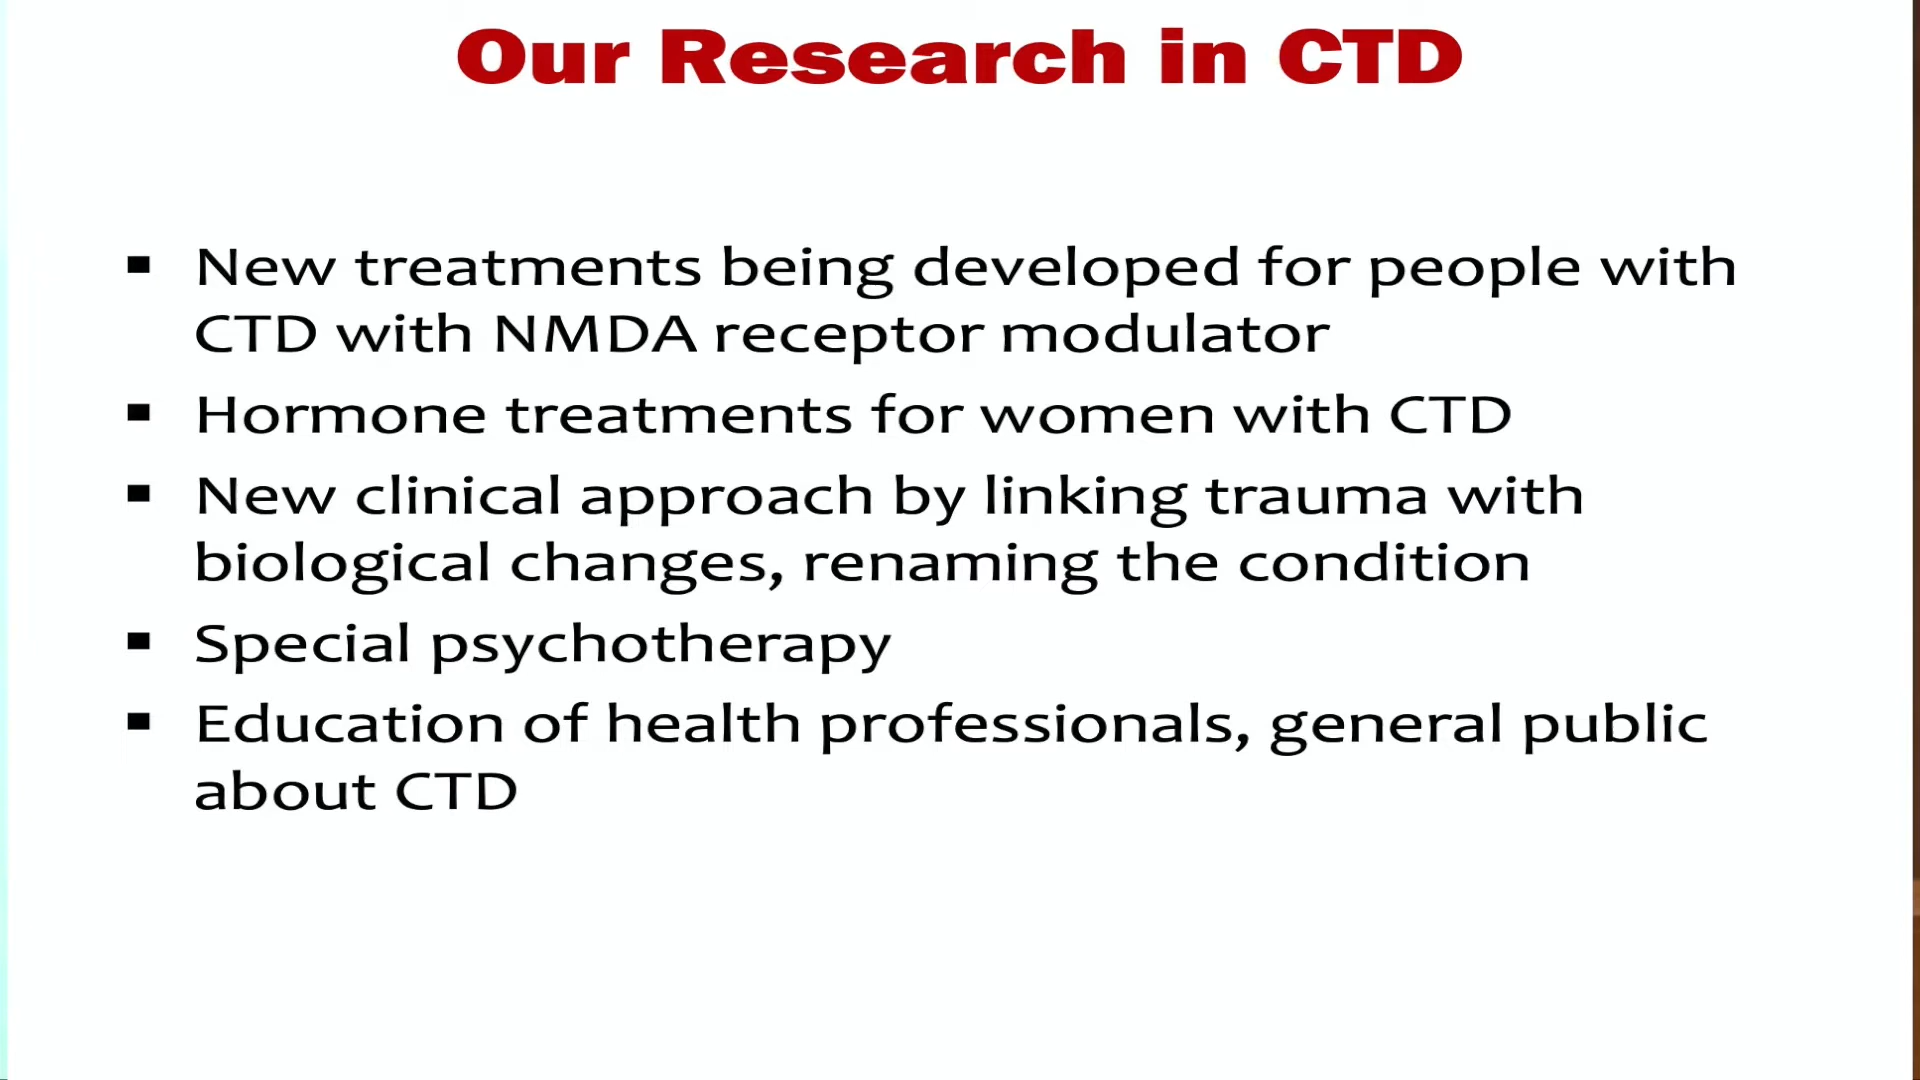 Our Research in CTD
▪ New treatments being developed for people with
CTD with NMDA receptor modulator
▪ Hormone treatments for women with CTD
▪ New clinical approach by linking trauma with
biological changes, renaming the condition
▪ Special psychotherapy
▪ Education of health professionals, general public
about CTD